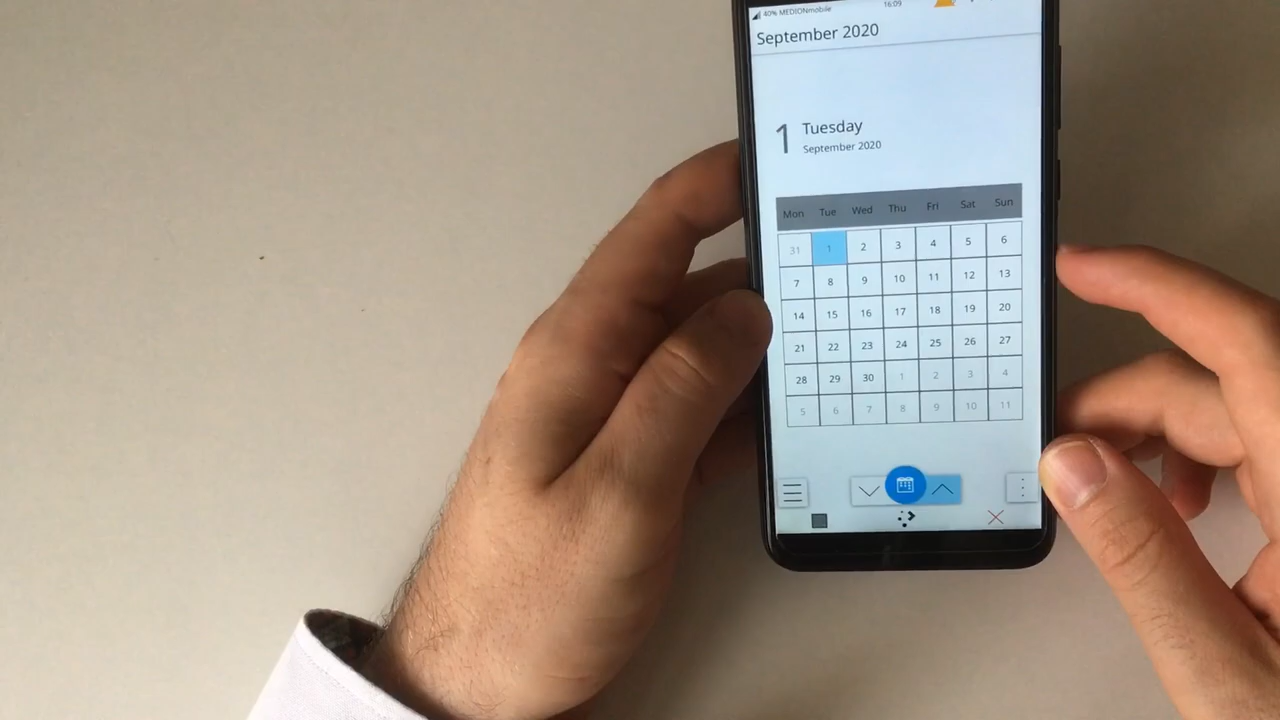 40% MEDIONmobile 16:09
September 2020
1 Tuesday
September 2020
Mon Tue Wed Thu Fri Sat Sun
31 1 2 3 4 5 6
7 8 9 10 11 12 13
14 15 16 17 18 19 20
21 22 23 24 25 26 27
28 29 30 1 2 3 4
5 6 7 8 9 10 11